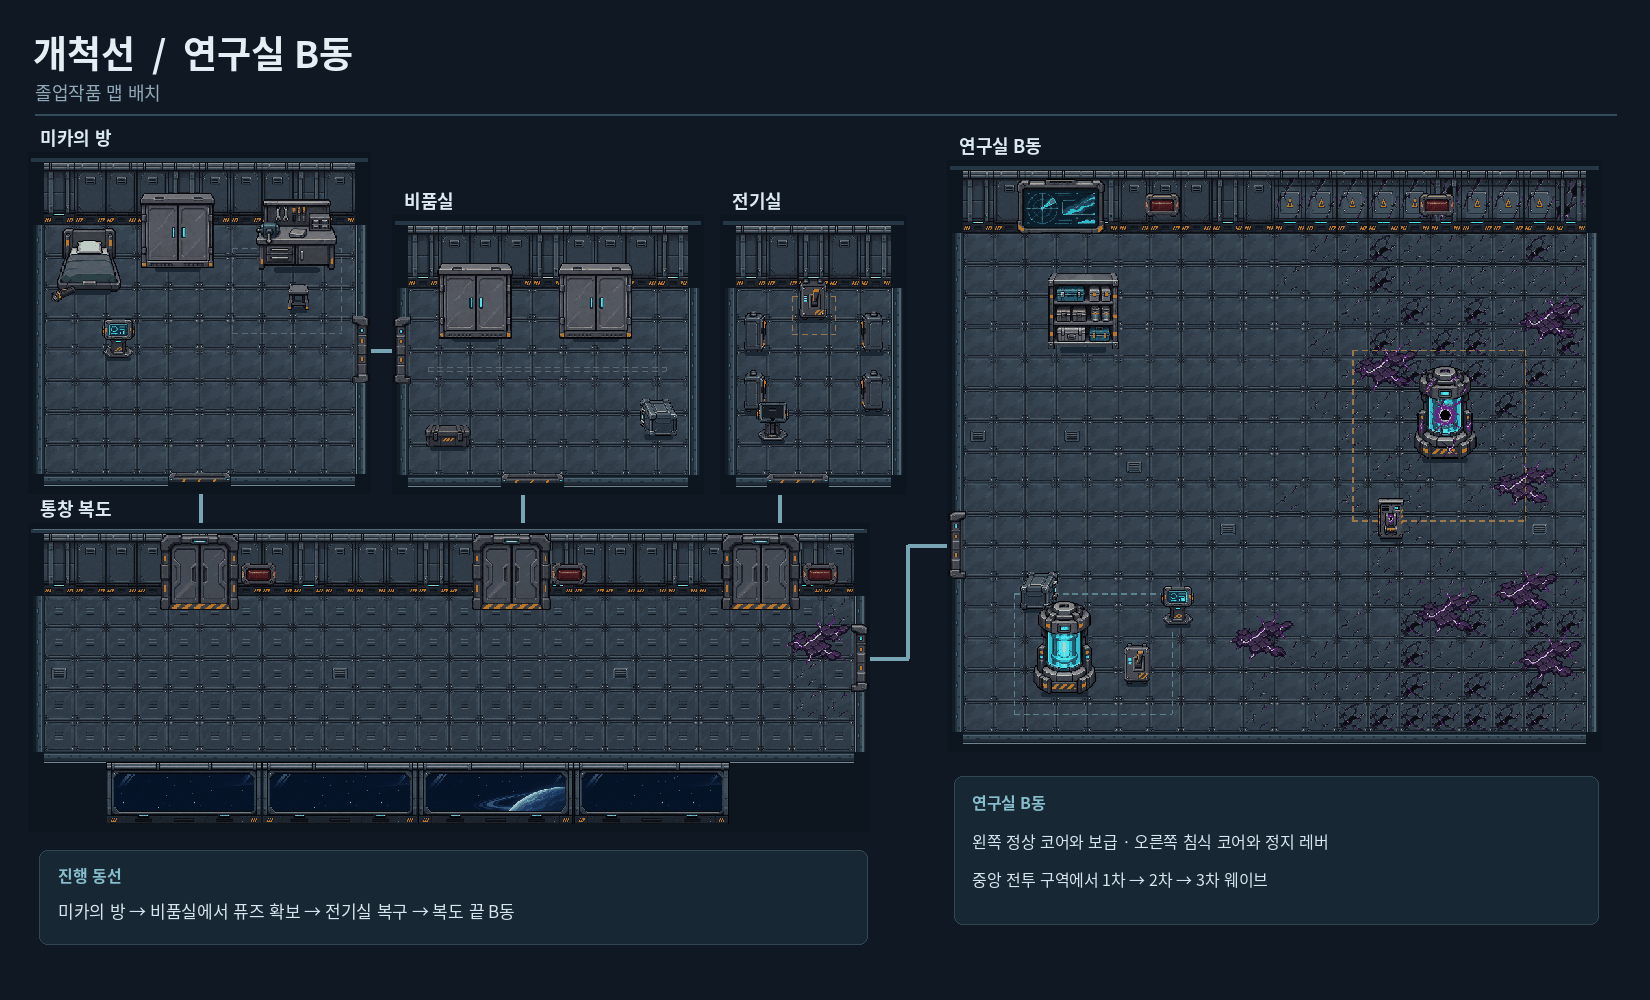 개척선 / 연구실 B동
졸업작품 맵 배치
미카의 방
비품실
전기실
연구실 B동
통창 복도
진행 동선
미카의 방 → 비품실에서 퓨즈 확보 → 전기실 복구 → 복도 끝 B동
연구실 B동
왼쪽 정상 코어와 보급 · 오른쪽 침식 코어와 정지 레버
중앙 전투 구역에서 1차 → 2차 → 3차 웨이브